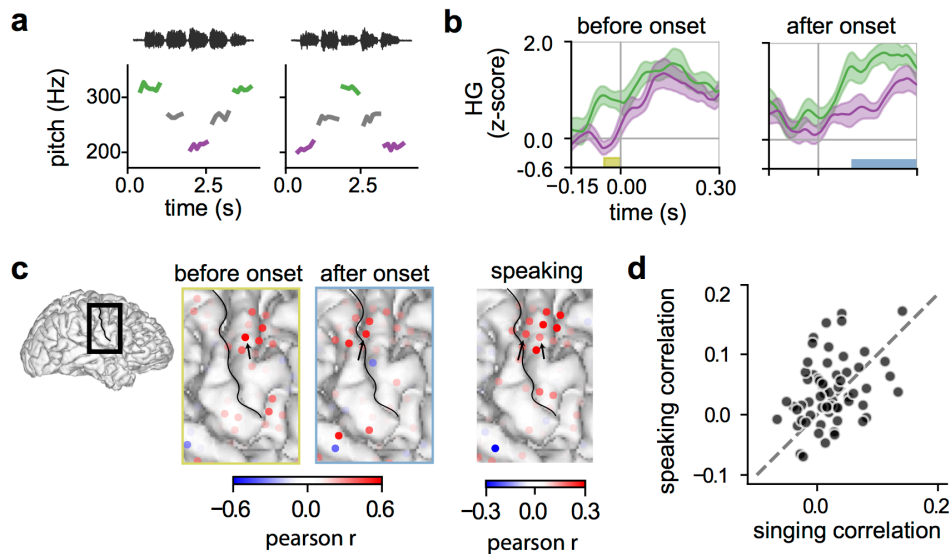 a
pitch (Hz)
300
200
0.0
2.5
0.0
2.5
time (s)
b
before onset
after onset
HG
(z-score)
2.0
0.0
−0.6
−0.15
0.00
0.30
time (s)
c
before onset
after onset
speaking
−0.6
0.0
0.6
pearson r
−0.3
0.0
0.3
pearson r
d
speaking correlation
0.2
0.1
0.0
−0.1
0.0
0.2
singing correlation